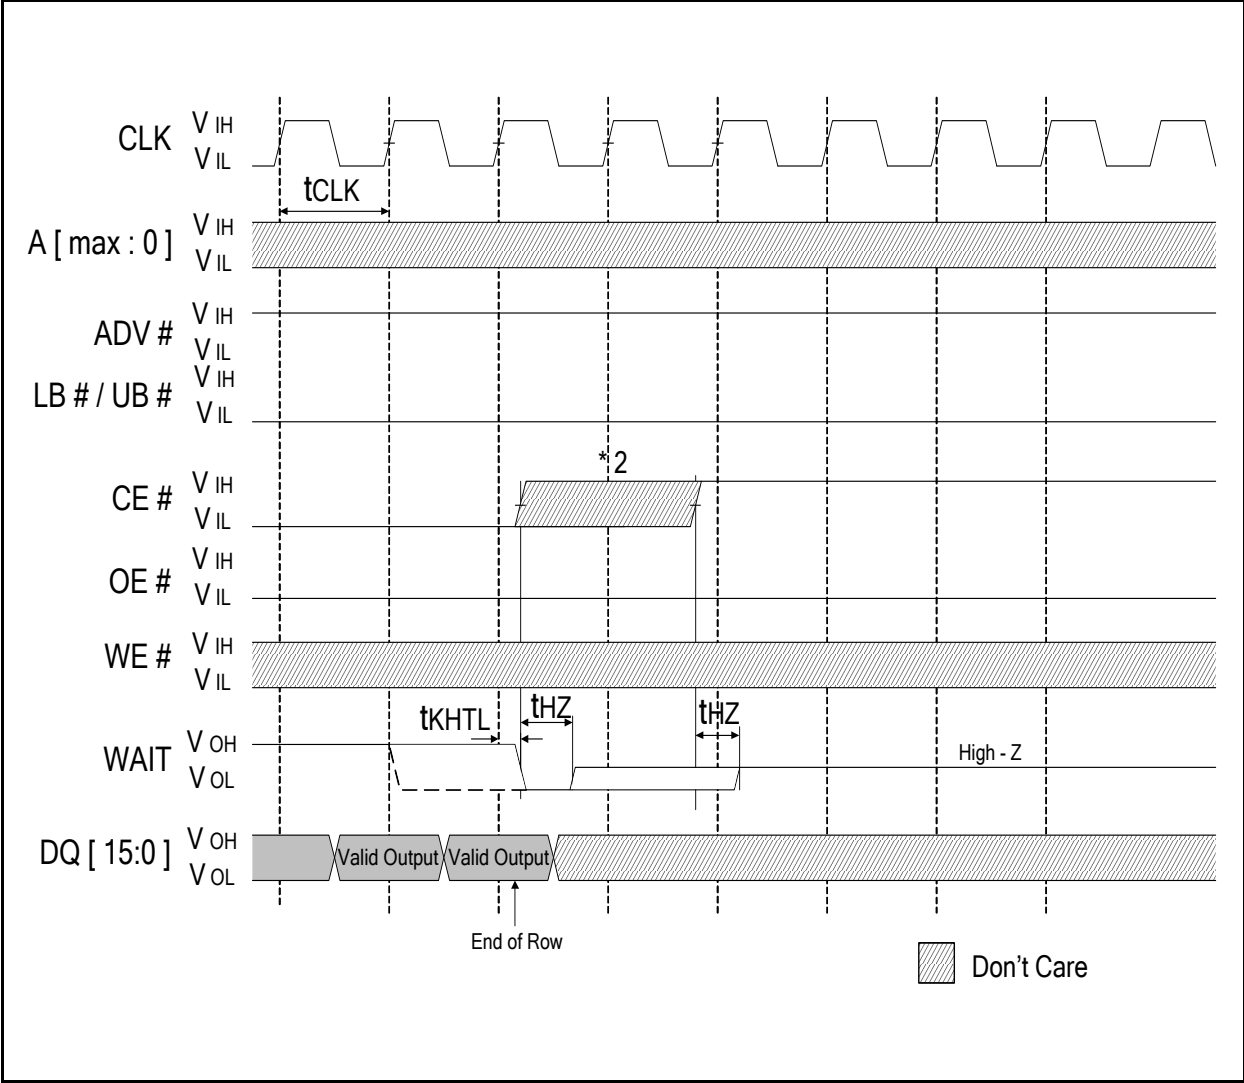 CLK
V IH
V IL
tCLK
A [ max : 0 ]
V IH
V IL
ADV #
V IH
V IL
LB # / UB #
V IH
V IL
* 2
CE #
V IH
V IL
OE #
V IH
V IL
WE #
V IH
V IL
tKHTL
tHZ
tHZ
WAIT
V OH
V OL
High - Z
DQ [ 15:0 ]
V OH
V OL
Valid Output
Valid Output
End of Row
Don't Care